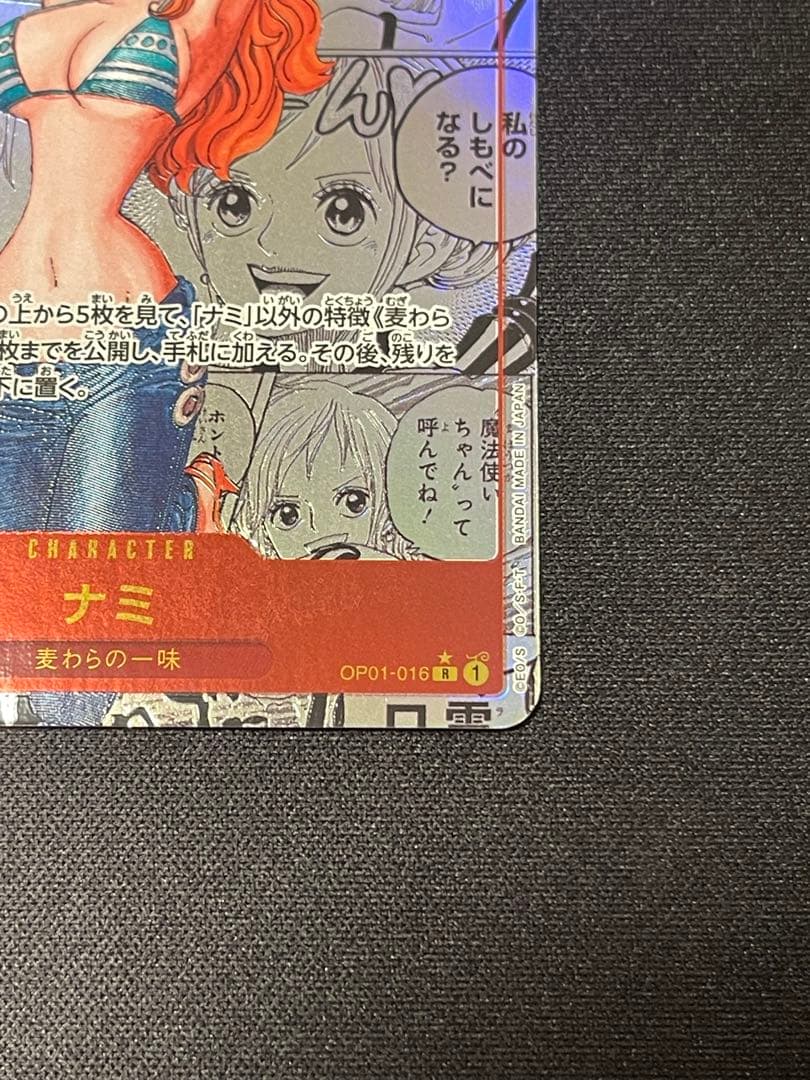 私の
しもべに
なる?
の上から5枚を見て、「ナミ」以外の特徴《麦わら
枚までを公開し、手札に加える。その後、残りを
下に置く。
ホント
魔法使い
ちゃん〟って
呼んでね!
CHARACTER
ナミ
麦わらの一味
OP01-016 R 1
©EO/S ©O/S・F・T BANDAI MADE IN JAPAN